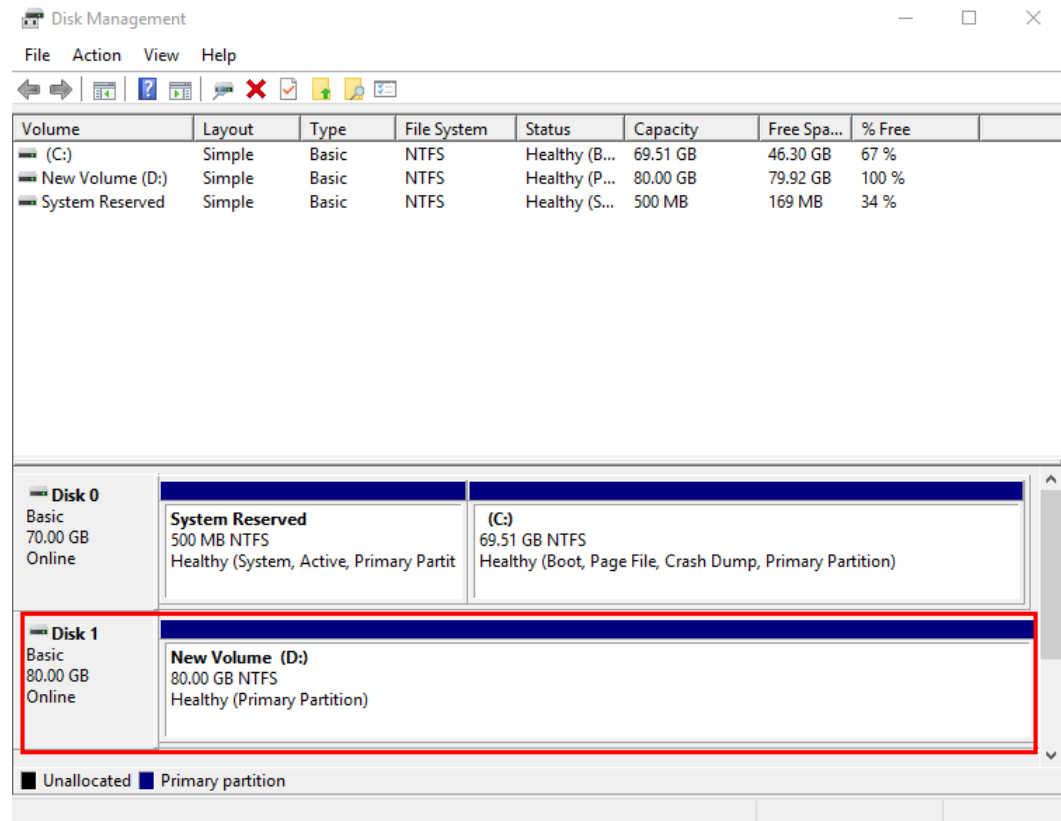 Disk Management
File Action View Help
Volume Layout Type File System Status Capacity Free Spa... % Free
(C:) Simple Basic NTFS Healthy (B... 69.51 GB 46.30 GB 67 %
New Volume (D:) Simple Basic NTFS Healthy (P... 80.00 GB 79.92 GB 100 %
System Reserved Simple Basic NTFS Healthy (S... 500 MB 169 MB 34 %
Disk 0
Basic
70.00 GB
Online
System Reserved
500 MB NTFS
Healthy (System, Active, Primary Partit
(C:)
69.51 GB NTFS
Healthy (Boot, Page File, Crash Dump, Primary Partition)
Disk 1
Basic
80.00 GB
Online
New Volume (D:)
80.00 GB NTFS
Healthy (Primary Partition)
Unallocated Primary partition